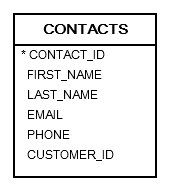 CONTACTS
* CONTACT_ID
FIRST_NAME
LAST_NAME
EMAIL
PHONE
CUSTOMER_ID